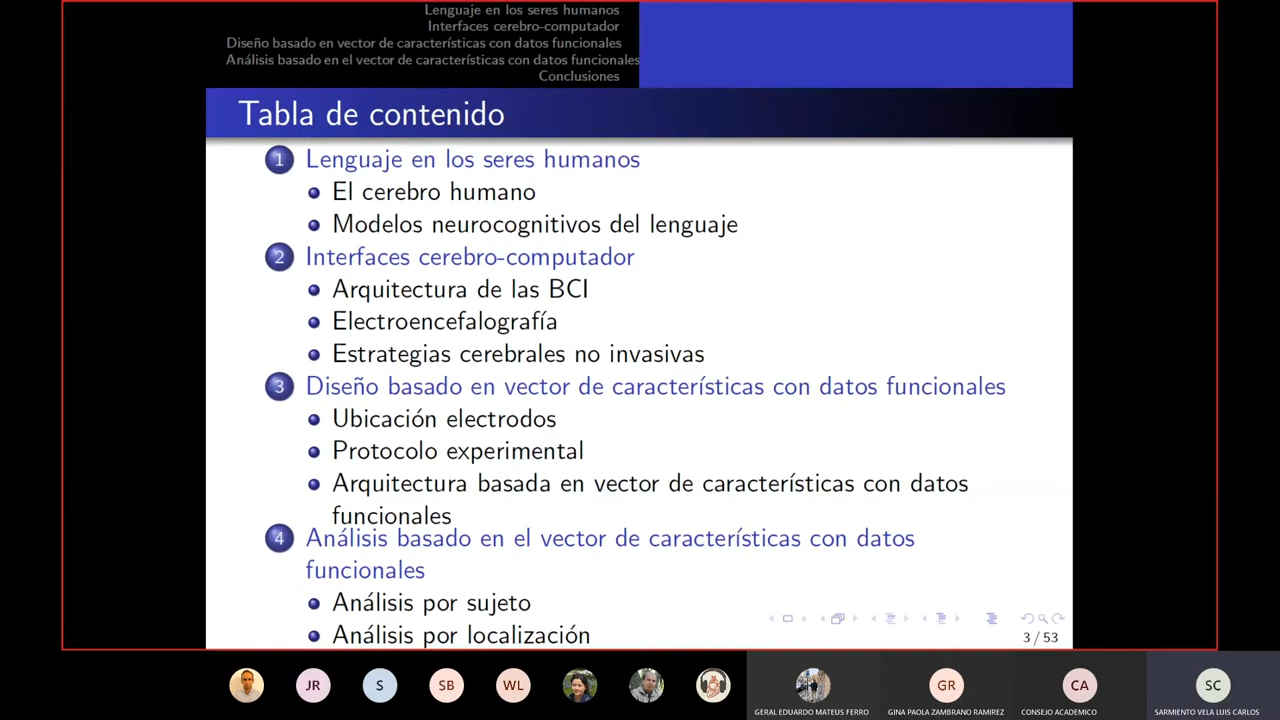 Lenguaje en los seres humanos
Interfaces cerebro-computador
Diseño basado en vector de características con datos funcionales
Análisis basado en el vector de características con datos funcionales
Conclusiones
Tabla de contenido
1 Lenguaje en los seres humanos
El cerebro humano
Modelos neurocognitivos del lenguaje
2 Interfaces cerebro-computador
Arquitectura de las BCI
Electroencefalografía
Estrategias cerebrales no invasivas
3 Diseño basado en vector de características con datos funcionales
Ubicación electrodos
Protocolo experimental
Arquitectura basada en vector de características con datos
funcionales
4 Análisis basado en el vector de características con datos
funcionales
Análisis por sujeto
Análisis por localización
3 / 53
JR S SB WL GR CA SC
GERAL EDUARDO MATEUS FERRO GINA PAOLA ZAMBRANO RAMIREZ CONSEJO ACADEMICO SARMIENTO VELA LUIS CARLOS